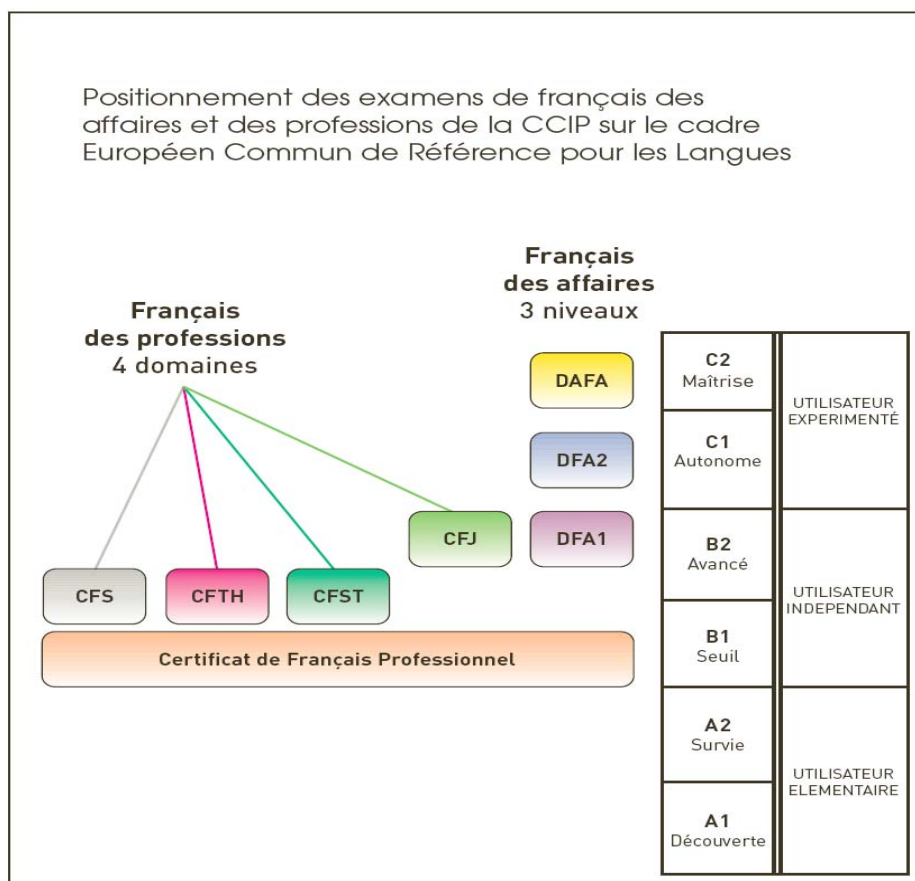 Positionnement des examens de français des
affaires et des professions de la CCIP sur le cadre
Européen Commun de Référence pour les Langues
Français
des professions
4 domaines
Français
des affaires
3 niveaux
DAFA
DFA2
CFJ
DFA1
CFS
CFTH
CFST
Certificat de Français Professionnel
C2
Maîtrise
C1
Autonome
UTILISATEUR
EXPERIMENTÉ
B2
Avancé
B1
Seuil
UTILISATEUR
INDEPENDANT
A2
Survie
A1
Découverte
UTILISATEUR
ELEMENTAIRE